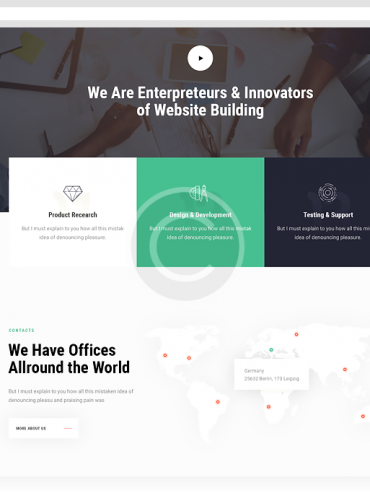 We Are Enterpreteurs & Innovators
of Website Building
Product Recearch
But I must explain to you how all this mistak
idea of denouncing pleasure.
Design & Development
But I must explain to you how all this mistak
idea of denouncing pleasure.
Testing & Support
But I must explain to you how all this mis
idea of denouncing pleasure.
CONTACTS
We Have Offices
Allround the World
But I must explain to you how all this mistaken idea of
denouncing pleasu and praising pain was
MORE ABOUT US
Germany
25632 Berlin, 173 Leipzig